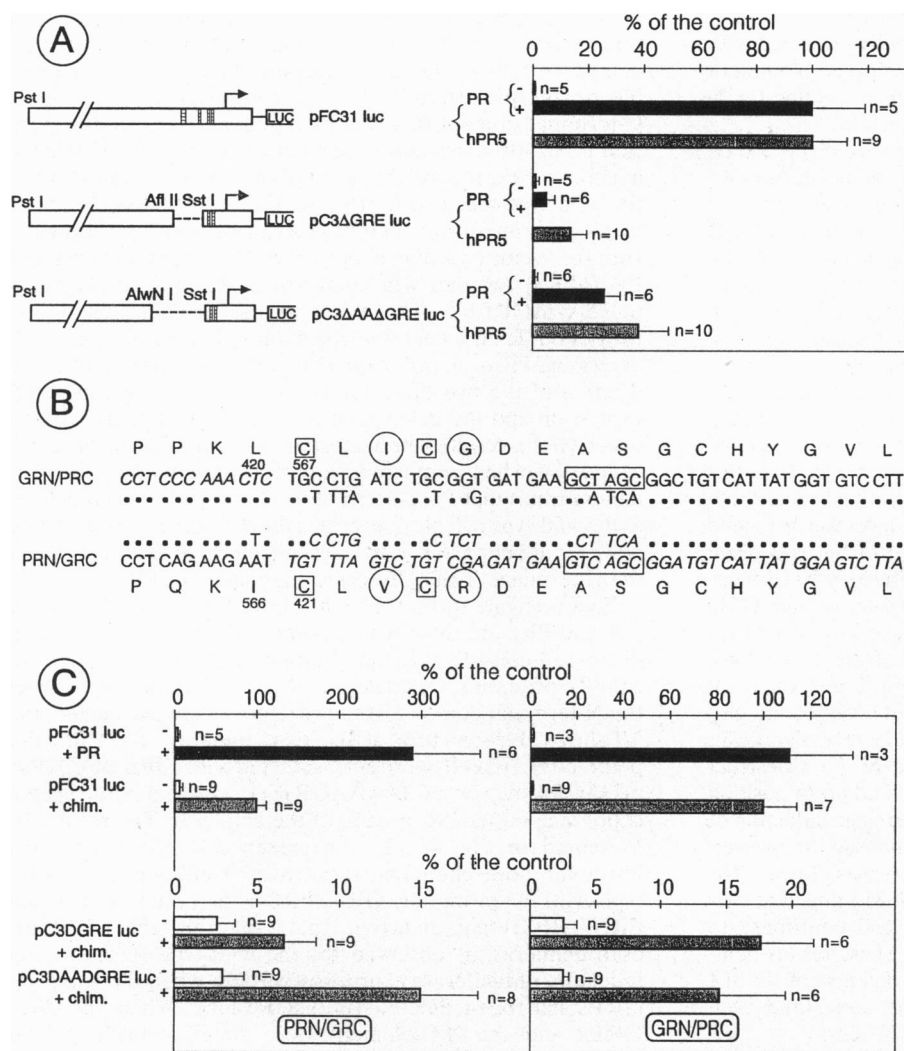 A
% of the control
0 20 40 60 80 100 120
Pst I
LUC
pFC31 luc
PR
-
n=5
+
n=5
hPR5
n=9
Pst I
Afl II Sst I
LUC
pC3ΔGRE luc
PR
-
n=5
+
n=6
hPR5
n=10
Pst I
AlwN I Sst I
LUC
pC3ΔAAΔGRE luc
PR
-
n=6
+
n=6
hPR5
n=10
B
P P K L C L I C G D E A S G C H Y G V L
420 567
GRN/PRC CCT CCC AAA CTC TGC CTG ATC TGC GGT GAT GAA GCT AGC GGC TGT CAT TAT GGT GTC CTT
T TTA T G A TCA
T C CTG C TCT CT TCA
PRN/GRC CCT CAG AAG AAT TGT TTA GTC TGT CGA GAT GAA GTC AGC GGA TGT CAT TAT GGA GTC TTA
P Q K I C L V C R D E A S G C H Y G V L
566 421
C
% of the control
0 100 200 300
0 20 40 60 80 100 120
pFC31 luc + PR
-
n=5
n=3
+
n=6
n=3
pFC31 luc + chim.
-
n=9
n=9
+
n=9
n=7
% of the control
% of the control
0 5 10 15
0 5 10 15 20
pC3DGRE luc + chim.
-
n=9
n=9
+
n=9
n=6
pC3DAADGRE luc + chim.
-
n=9
n=9
+
n=8
n=6
PRN/GRC
GRN/PRC